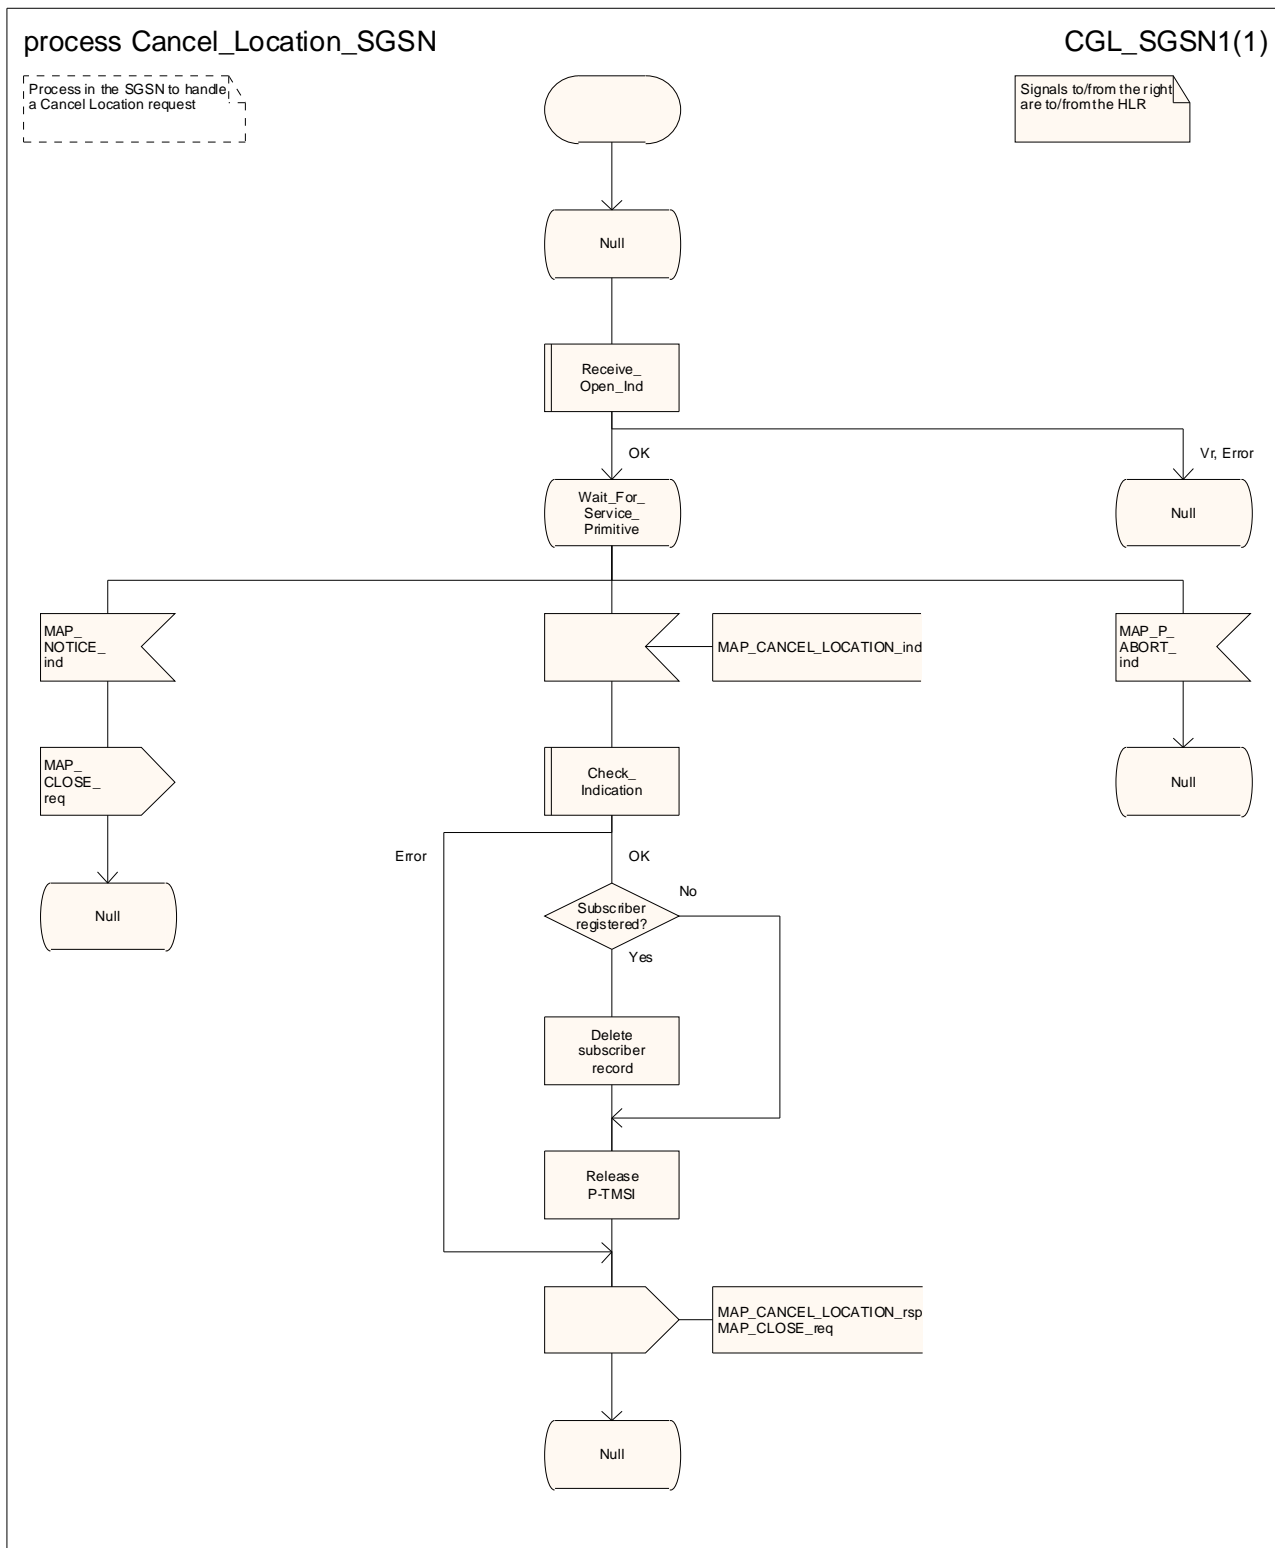 process Cancel_Location_SGSN
CGL_SGSN1(1)
Process in the SGSN to handle
a Cancel Location request
Signals to/from the right
are to/from the HLR
Null
Receive_
Open_Ind
OK
Vr, Error
Wait_For_
Service_
Primitive
Null
MAP_
NOTICE_
ind
MAP_CANCEL_LOCATION_ind
MAP_P_
ABORT_
ind
MAP_
CLOSE_
req
Check_
Indication
Null
Error
OK
No
Null
Subscriber
registered?
Yes
Delete
subscriber
record
Release
P-TMSI
MAP_CANCEL_LOCATION_rsp
MAP_CLOSE_req
Null